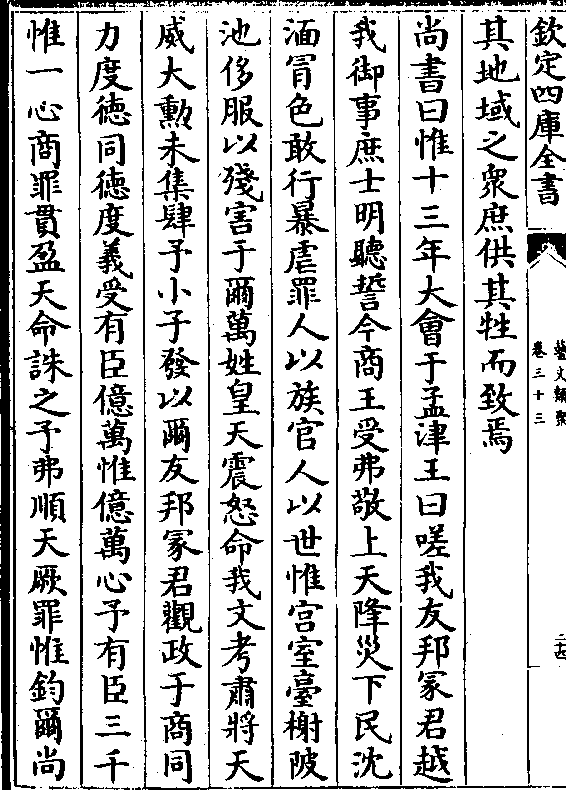 欽定四庫全書
藝文類聚
卷三十三
其地域之衆庶供其牲而致焉
尚書曰惟十三年大會于孟津王曰嗟我友邦冢君越
我御事庶士明聽誓今商王受弗敬上天降災下民沈
湎冐色敢行暴虐罪人以族官人以世惟宫室臺榭陂
池侈服以殘害于爾萬姓皇天震怒命我文考肅將天
威大勲未集肆予小子發以爾友邦冢君觀政于商同
力度徳同徳度義受有臣億萬惟億萬心予有臣三千
惟一心商罪貫盈天命誅之予弗順天厥罪惟鈞爾尚